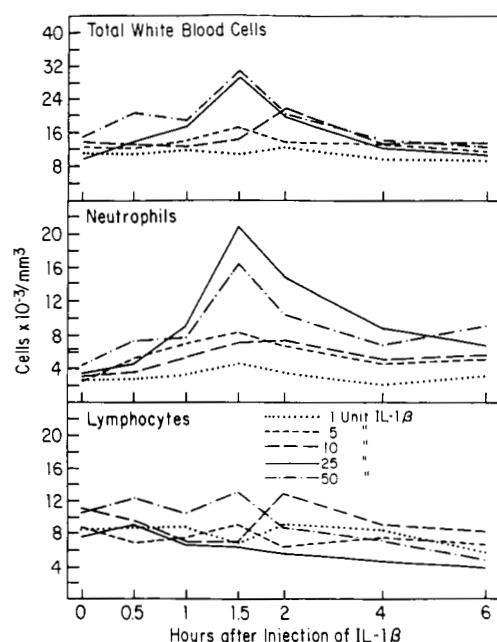 Total White Blood Cells
40
32
24
16
8
Neutrophils
20
16
12
8
4
Cells x 10-3/mm3
Lymphocytes
1 Unit IL-1β
5 "
10 "
25 "
50 "
20
16
12
8
4
0 0.5 1 1.5 2 4 6
Hours after Injection of IL-1β